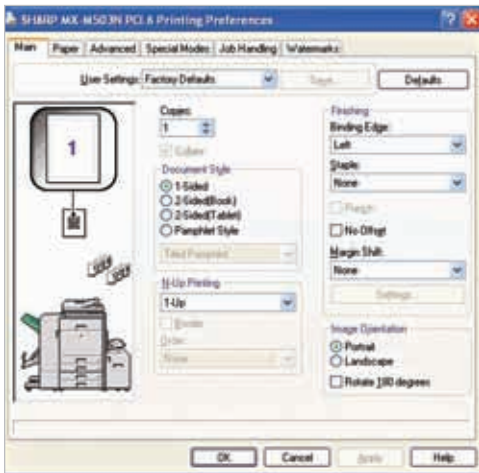 SHARP MX-M503N PCL6 Printing Preferences
Main Paper Advanced Special Modes Job Handling Watermarks
User Settings: Factory Defaults Save... Defaults
1
Copies:
1
Collate
Document Style
1-Sided
2-Sided(Book)
2-Sided(Tablet)
Pamphlet Style
Tiled Pamphlet
N-Up Printing
1-Up
Border
Order:
None
Finishing
Binding Edge:
Left
Staple:
None
Punch
No Offset
Margin Shift:
None
Settings...
Image Orientation
Portrait
Landscape
Rotate 180 degrees
OK Cancel Apply Help